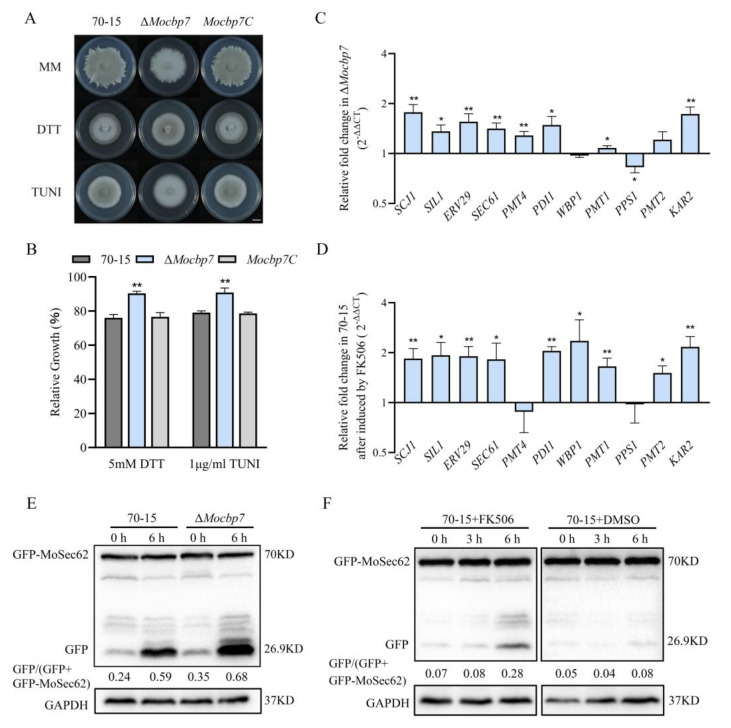 A
70-15 ΔMocbp7 Mocbp7C
MM
DTT
TUNI
B
70-15 ΔMocbp7 Mocbp7C
Relative Growth (%)
100
80
60
40
20
0
** **
5mM DTT 1μg/ml TUNI
C
Relative fold change in ΔMocbp7
(2-ΔΔCT)
4
2
1
0.5
** * ** ** ** * * * **
SCJ1 SIL1 ERV29 SEC61 PMT4 PDI1 WBP1 PMT1 PPS1 PMT2 KAR2
D
Relative fold change in 70-15
after induced by FK506 ( 2-ΔΔCT)
4
2
1
0.5
** * ** * ** * ** * **
SCJ1 SIL1 ERV29 SEC61 PMT4 PDI1 WBP1 PMT1 PPS1 PMT2 KAR2
E
70-15 ΔMocbp7
0 h 6 h 0 h 6 h
GFP-MoSec62 70KD
GFP 26.9KD
GFP/(GFP+
GFP-MoSec62)
0.24 0.59 0.35 0.68
GAPDH 37KD
F
70-15+FK506 70-15+DMSO
0 h 3 h 6 h 0 h 3 h 6 h
GFP-MoSec62 70KD
GFP 26.9KD
GFP/(GFP+
GFP-MoSec62)
0.07 0.08 0.28 0.05 0.04 0.08
GAPDH 37KD